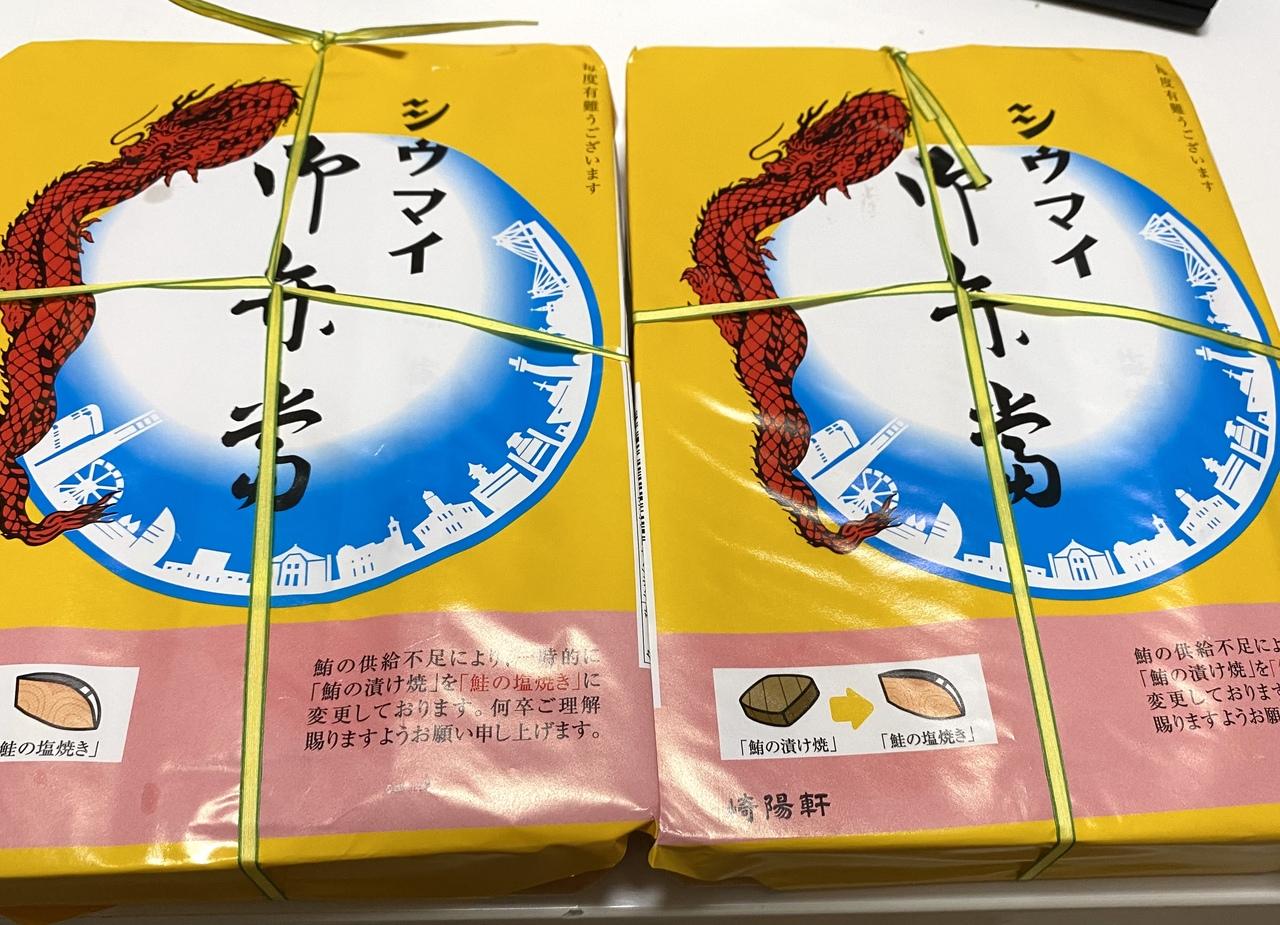 毎度有難うございます
シウマイ
御弁当
鮪の供給不足により、一時的に
「鮪の漬け焼」を「鮭の塩焼き」に
変更しております。何卒ご理解
賜りますようお願い申し上げます。
鮭の塩焼き」
毎度有難うございます
シウマイ
御弁当
「鮪の漬け焼」
「鮭の塩焼き」
鮪の供給不足によ
「鮪の漬け焼」を「
変更しておりま
賜りますようお願
崎陽軒